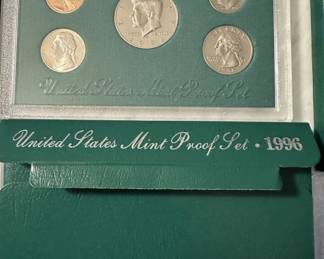 United States Mint Proof Set
United States Mint Proof Set • 1996